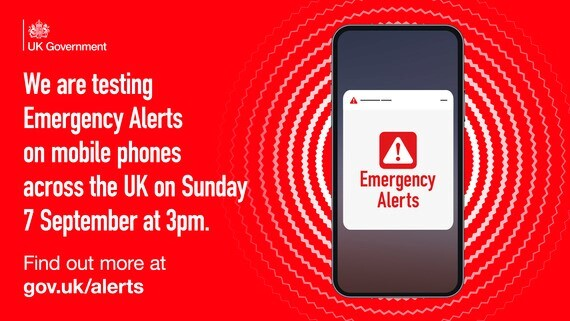 UK Government
We are testing
Emergency Alerts
on mobile phones
across the UK on Sunday
7 September at 3pm.
Find out more at
gov.uk/alerts
Emergency
Alerts